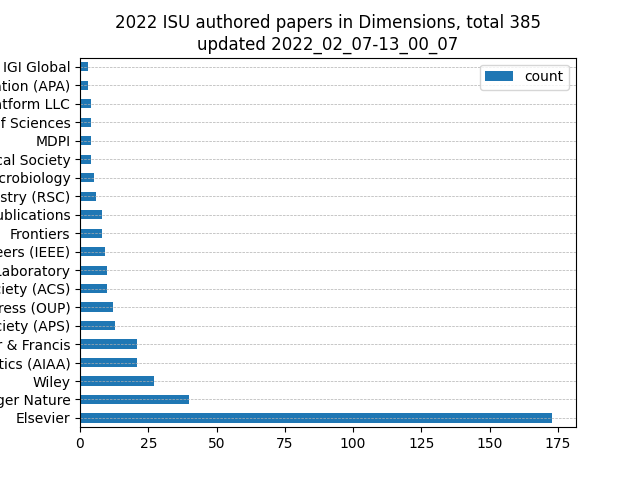 2022 ISU authored papers in Dimensions, total 385
updated 2022_02_07-13_00_07
count
IGI Global
ation (APA)
tform LLC
f Sciences
MDPI
cal Society
crobiology
stry (RSC)
ublications
Frontiers
eers (IEEE)
Laboratory
ciety (ACS)
ress (OUP)
ciety (APS)
r & Francis
tics (AIAA)
Wiley
ger Nature
Elsevier
0 25 50 75 100 125 150 175